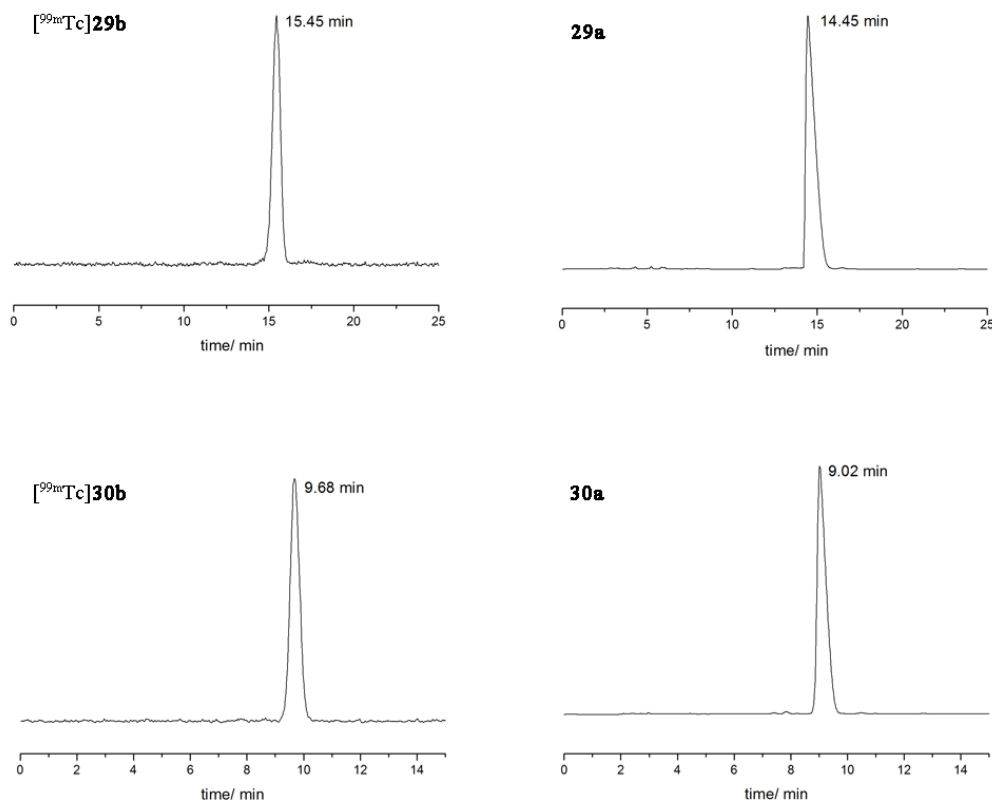 [⁹⁹ᵐTc]29b
15.45 min
0 5 10 15 20 25
time/ min
29a
14.45 min
0 5 10 15 20 25
time/ min
[⁹⁹ᵐTc]30b
9.68 min
0 2 4 6 8 10 12 14
time/ min
30a
9.02 min
0 2 4 6 8 10 12 14
time/ min